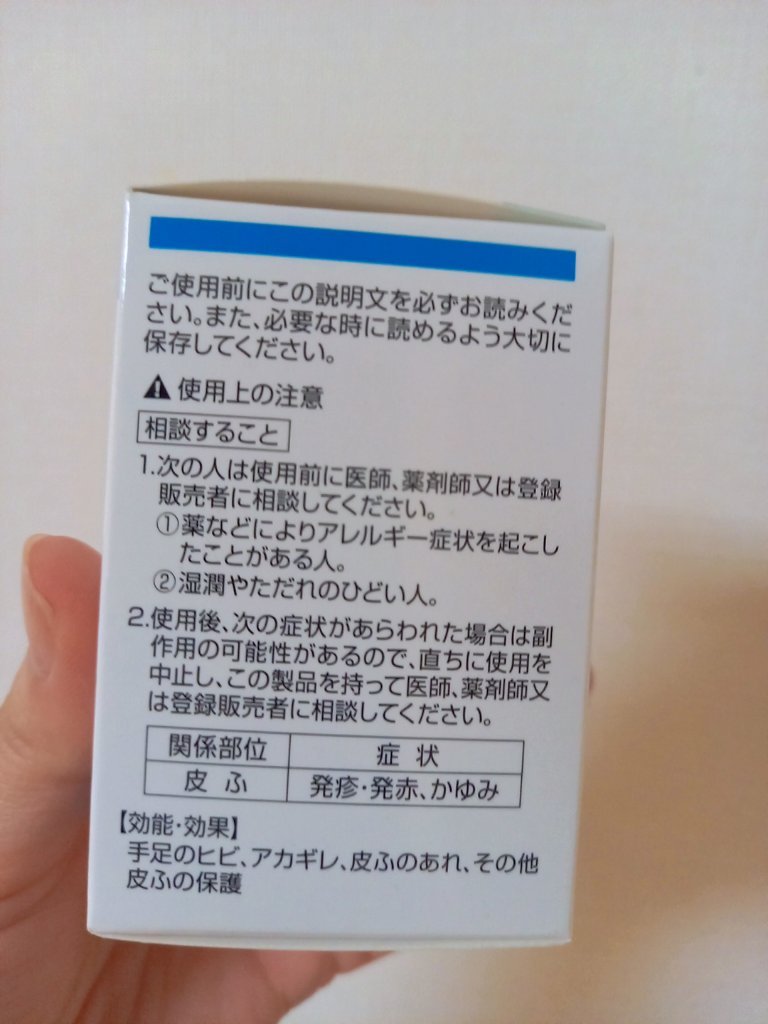 ご使用前にこの説明文を必ずお読みくだ
さい。また、必要な時に読めるよう大切に
保存してください。
使用上の注意
相談すること
1.次の人は使用前に医師、薬剤師又は登録
販売者に相談してください。
①薬などによりアレルギー症状を起こし
たことがある人。
②湿潤やただれのひどい人。
2.使用後、次の症状があらわれた場合は副
作用の可能性があるので、直ちに使用を
中止し、この製品を持って医師、薬剤師又
は登録販売者に相談してください。
関係部位 症状
皮ふ 発疹・発赤、かゆみ
【効能・効果】
手足のヒビ、アカギレ、皮ふのあれ、その他
皮ふの保護